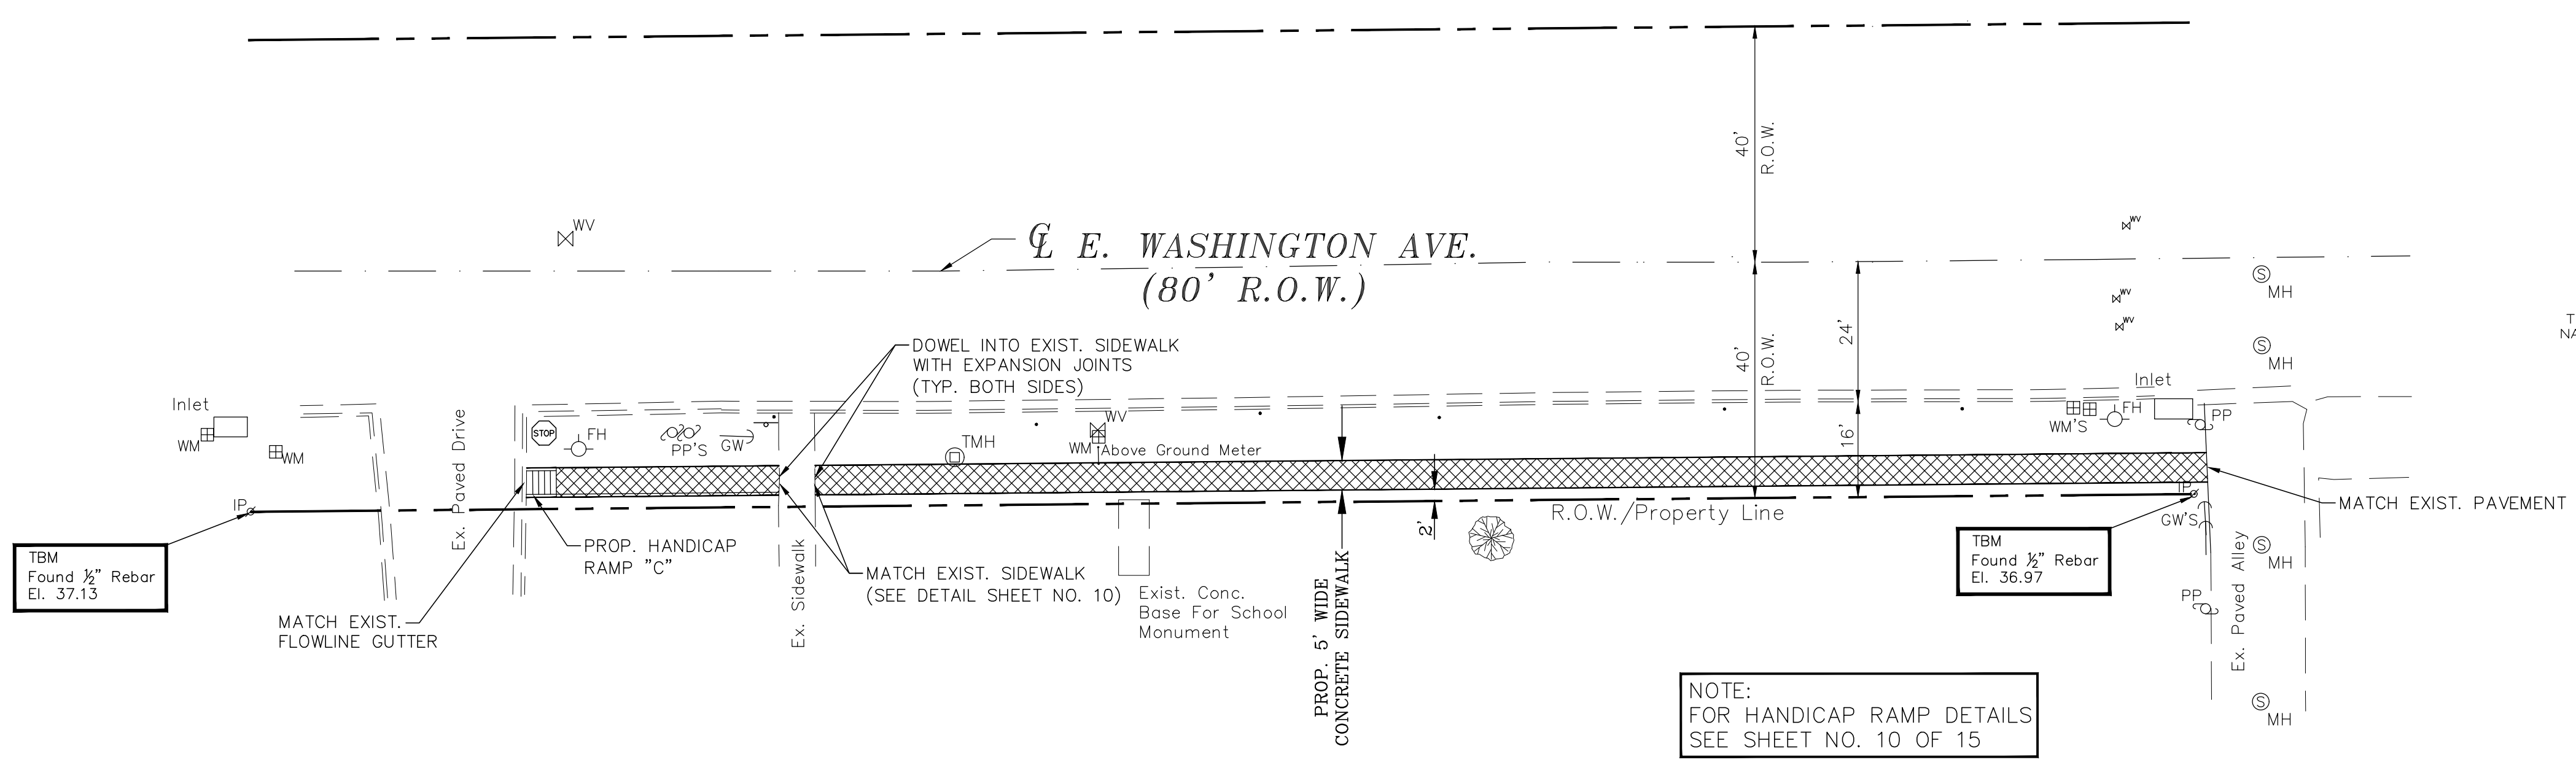 40'
R.O.W.
WV
WV
CL E. WASHINGTON AVE.
(80' R.O.W.)
S
MH
WV
WV
40'
R.O.W.
24'
S
MH
T
NA
DOWEL INTO EXIST. SIDEWALK
WITH EXPANSION JOINTS
(TYP. BOTH SIDES)
Inlet
WM
WM
Ex. Paved Drive
STOP
FH
PP'S
GW
TMH
WV
WM
Above Ground Meter
16'
Inlet
WM'S
FH
PP
IP
IP
MATCH EXIST. PAVEMENT
R.O.W./Property Line
2'
GW'S
TBM
Found ½" Rebar
El. 37.13
PROP. HANDICAP
RAMP "C"
MATCH EXIST.
FLOWLINE GUTTER
Ex. Sidewalk
MATCH EXIST. SIDEWALK
(SEE DETAIL SHEET NO. 10)
Exist. Conc.
Base For School
Monument
PROP. 5' WIDE
CONCRETE SIDEWALK
TBM
Found ½" Rebar
El. 36.97
S
MH
PP
Ex. Paved Alley
S
MH
NOTE:
FOR HANDICAP RAMP DETAILS
SEE SHEET NO. 10 OF 15